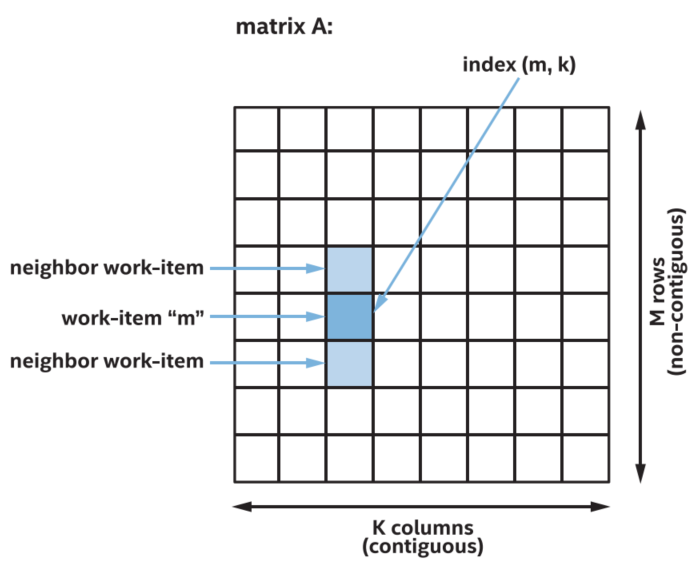 matrix A:
index (m, k)
neighbor work-item
work-item “m”
neighbor work-item
M rows
(non-contiguous)
K columns
(contiguous)